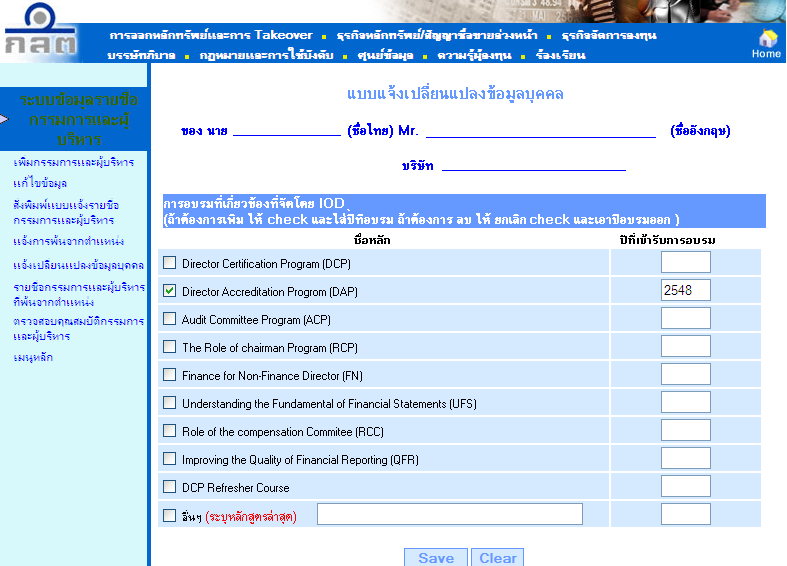 กลต
การออกหลักทรัพย์และการ Takeover ธุรกิจหลักทรัพย์/สัญญาซื้อขายล่วงหน้า ธุรกิจจัดการลงทุน
บรรษัทภิบาล กฎหมายและการใช้บังคับ ศูนย์ข้อมูล ความรู้ผู้ลงทุน ร้องเรียน
Home
ระบบข้อมูลรายชื่อ
กรรมการและผู้
บริหาร
เพิ่มกรรมการและผู้บริหาร
แก้ไขข้อมูล
สั่งพิมพ์แบบแจ้งรายชื่อ
กรรมการและผู้บริหาร
แจ้งการพ้นจากตำแหน่ง
แจ้งเปลี่ยนแปลงข้อมูลบุคคล
รายชื่อกรรมการและผู้บริหาร
ที่พ้นจากตำแหน่ง
ตรวจสอบคุณสมบัติกรรมการ
และผู้บริหาร
เมนูหลัก
แบบแจ้งเปลี่ยนแปลงข้อมูลบุคคล
ของ นาย (ชื่อไทย) Mr. (ชื่ออังกฤษ)
บริษัท
การอบรมที่เกี่ยวข้องที่จัดโดย IOD
(ถ้าต้องการเพิ่ม ให้ check และใส่ปีที่อบรม ถ้าต้องการ ลบ ให้ ยกเลิก check และเอาปีอบรมออก )
ชื่อหลัก ปีที่เข้ารับการอบรม
Director Certification Program (DCP)
Director Accreditation Progrom (DAP) 2548
Audit Committee Program (ACP)
The Role of chairman Program (RCP)
Finance for Non-Finance Director (FN)
Understanding the Fundamental of Financial Statements (UFS)
Role of the compensation Commitee (RCC)
Improving the Quality of Financial Reporting (QFR)
DCP Refresher Course
อื่นๆ (ระบุหลักสูตรล่าสุด)
Save Clear